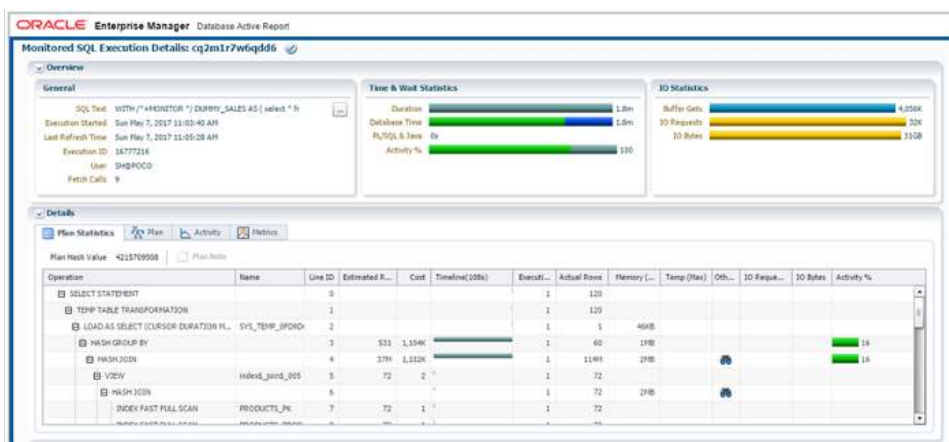 ORACLE Enterprise Manager Database Active Report
Monitored SQL Execution Details: cq2m1r7w6qdd6
Overview
General
SQL Text WITH /*+MONITOR */ DUMMY_SALES AS ( select * fr ...
Execution Started Sun May 7, 2017 11:03:40 AM
Last Refresh Time Sun May 7, 2017 11:05:28 AM
Execution ID 16777216
User SH@POCO
Fetch Calls 9
Time & Wait Statistics
Duration 1.8m
Database Time 1.8m
PL/SQL & Java 0s
Activity % 100
IO Statistics
Buffer Gets 4,056K
IO Requests 32K
IO Bytes 31GB
Details
Plan Statistics Plan Activity Metrics
Plan Hash Value 4215709508 Plan Note
Operation Name Line ID Estimated R... Cost Timeline(108s) Executi... Actual Rows Memory (... Temp (Max) Oth... IO Reque... IO Bytes Activity %
SELECT STATEMENT 0 1 120
TEMP TABLE TRANSFORMATION 1 1 120
LOAD AS SELECT (CURSOR DURATION M... 2 1 1 46KB
HASH GROUP BY 3 531 1,104K 1 60 1MB 16
HASH JOIN 4 37M 1,102K 1 114M 2MB 16
VIEW index$_join$_005 5 72 2 1 72
HASH JOIN 6 1 72 2MB
INDEX FAST FULL SCAN PRODUCTS_PK 7 72 1 1 72